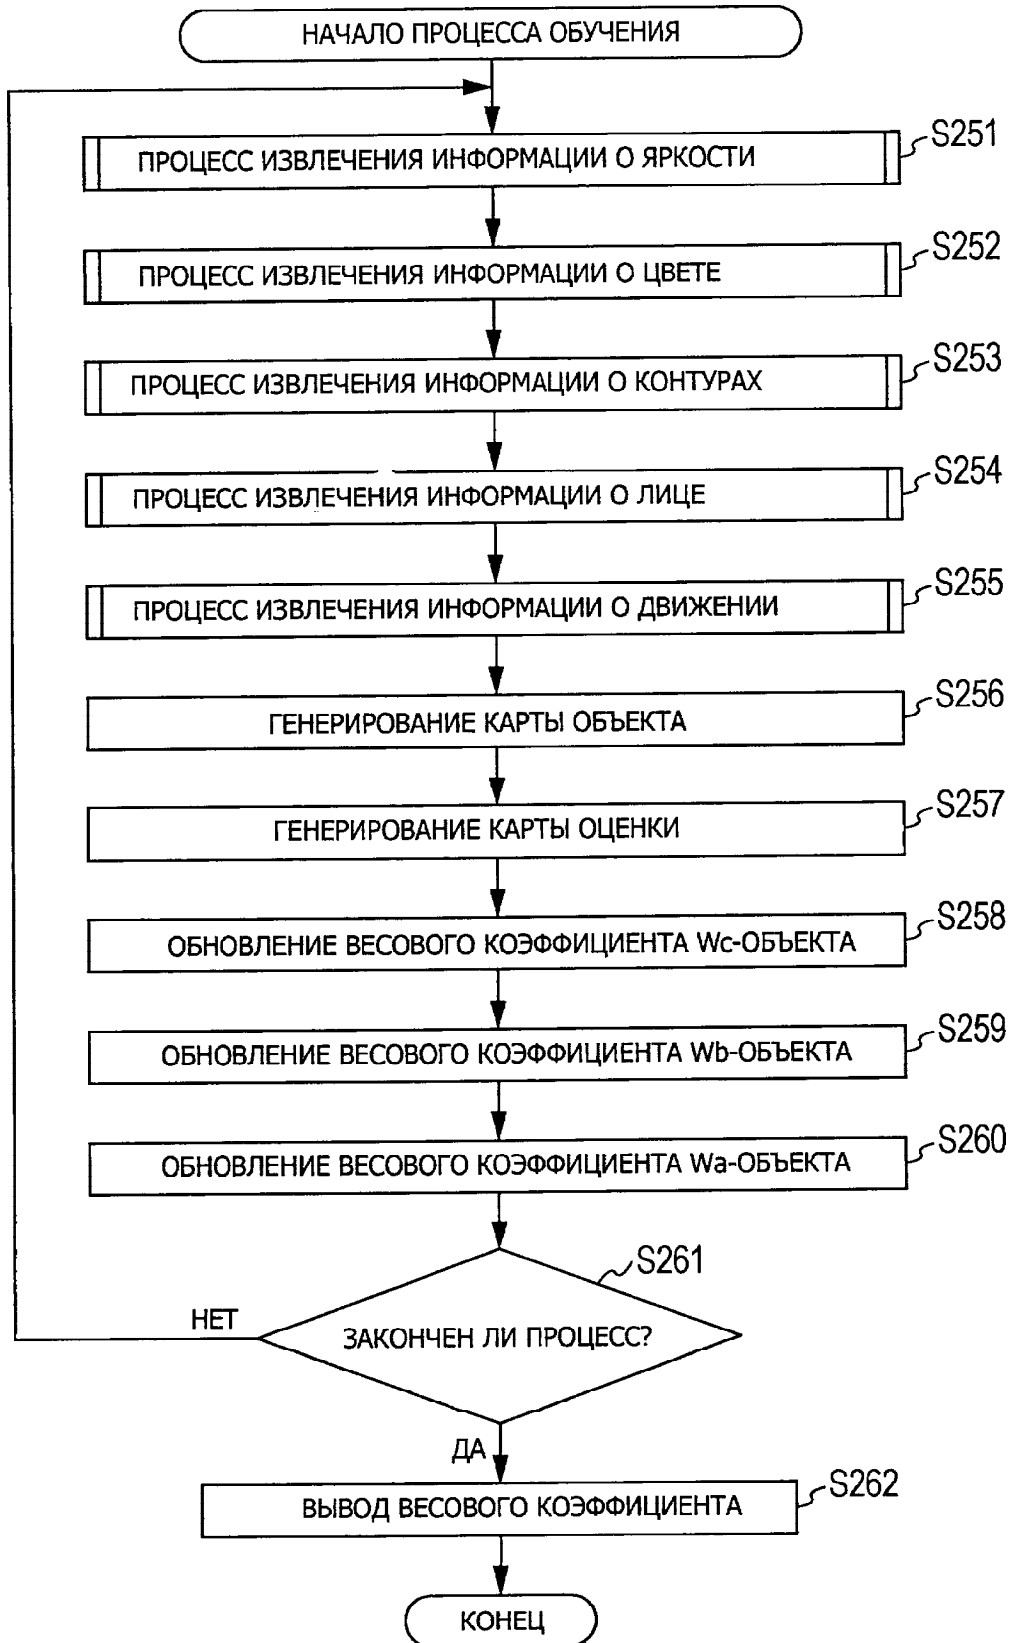 НАЧАЛО ПРОЦЕССА ОБУЧЕНИЯ
ПРОЦЕСС ИЗВЛЕЧЕНИЯ ИНФОРМАЦИИ О ЯРКОСТИ
S251
ПРОЦЕСС ИЗВЛЕЧЕНИЯ ИНФОРМАЦИИ О ЦВЕТЕ
S252
ПРОЦЕСС ИЗВЛЕЧЕНИЯ ИНФОРМАЦИИ О КОНТУРАХ
S253
ПРОЦЕСС ИЗВЛЕЧЕНИЯ ИНФОРМАЦИИ О ЛИЦЕ
S254
ПРОЦЕСС ИЗВЛЕЧЕНИЯ ИНФОРМАЦИИ О ДВИЖЕНИИ
S255
ГЕНЕРИРОВАНИЕ КАРТЫ ОБЪЕКТА
S256
ГЕНЕРИРОВАНИЕ КАРТЫ ОЦЕНКИ
S257
ОБНОВЛЕНИЕ ВЕСОВОГО КОЭФФИЦИЕНТА Wc-ОБЪЕКТА
S258
ОБНОВЛЕНИЕ ВЕСОВОГО КОЭФФИЦИЕНТА Wb-ОБЪЕКТА
S259
ОБНОВЛЕНИЕ ВЕСОВОГО КОЭФФИЦИЕНТА Wa-ОБЪЕКТА
S260
S261
НЕТ
ЗАКОНЧЕН ЛИ ПРОЦЕСС?
ДА
ВЫВОД ВЕСОВОГО КОЭФФИЦИЕНТА
S262
КОНЕЦ